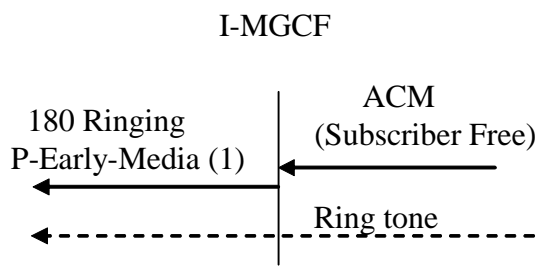 I-MGCF
ACM
(Subscriber Free)
180 Ringing
P-Early-Media (1)
Ring tone